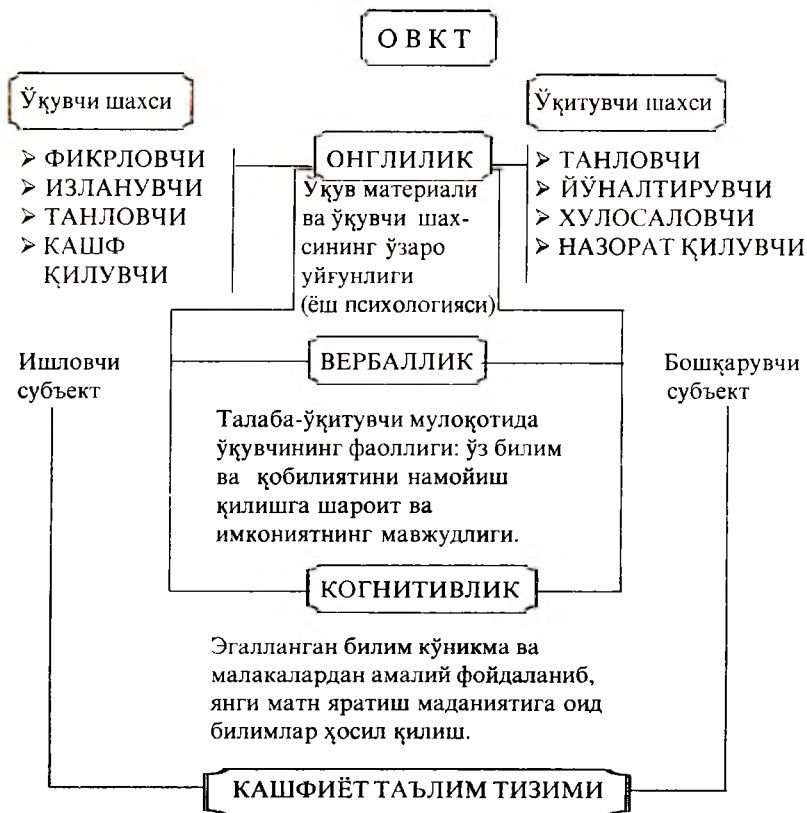 ОВКТ
Ўқувчи шахси
Ўқитувчи шахси
➢ ФИКРЛОВЧИ
➢ ИЗЛАНУВЧИ
➢ ТАНЛОВЧИ
➢ КАШФ
ҚИЛУВЧИ
ОНГЛИЛИК
Ўқув материали
ва ўқувчи шах-
сининг ўзаро
уйғунлиги
(ёш психологияси)
➢ ТАНЛОВЧИ
➢ ЙЎНАЛТИРУВЧИ
➢ ХУЛОСАЛОВЧИ
➢ НАЗОРАТ ҚИЛУВЧИ
Ишловчи
субъект
ВЕРБАЛЛИК
Бошқарувчи
субъект
Талаба-ўқитувчи мулоқотида
ўқувчининг фаоллиги: ўз билим
ва қобилиятини намойиш
қилишга шароит ва
имкониятнинг мавжудлиги.
КОГНИТИВЛИК
Эгалланган билим кўникма ва
малакалардан амалий фойдаланиб,
янги матн яратиш маданиятига оид
билимлар ҳосил қилиш.
КАШФИЁТ ТАЪЛИМ ТИЗИМИ